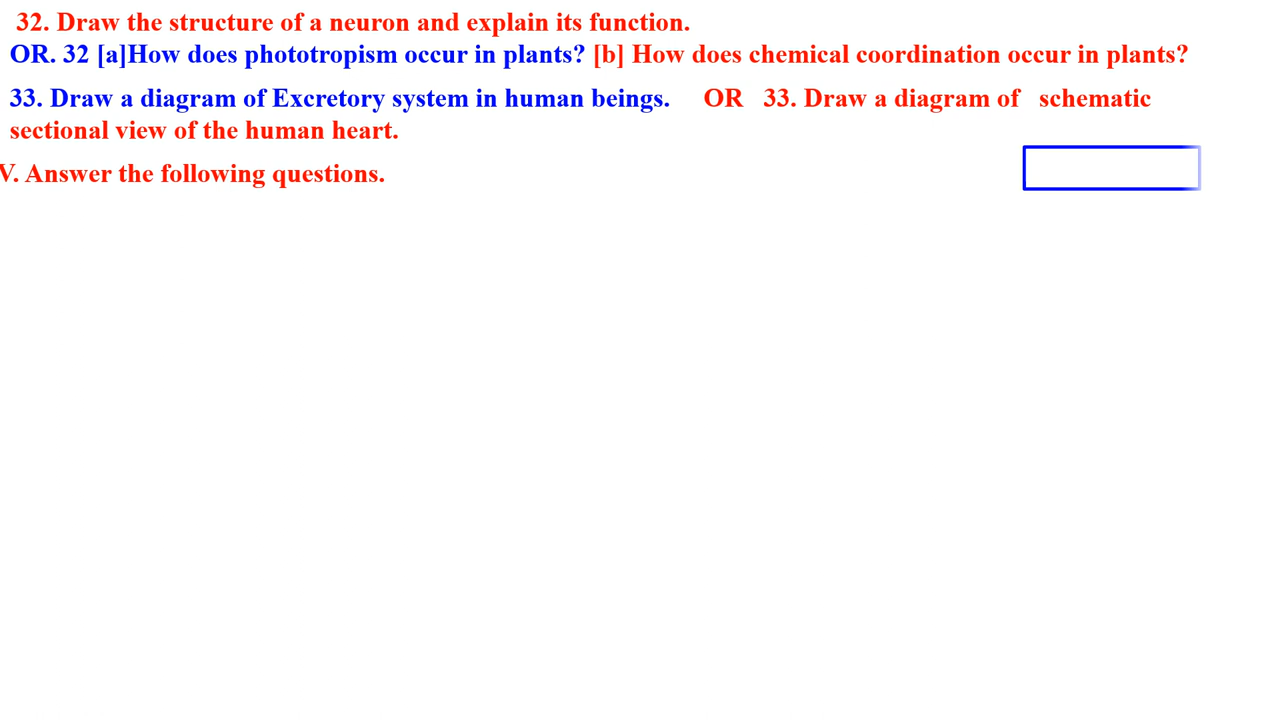 32. Draw the structure of a neuron and explain its function.
OR. 32 [a]How does phototropism occur in plants? [b] How does chemical coordination occur in plants?
33. Draw a diagram of Excretory system in human beings. OR 33. Draw a diagram of schematic
sectional view of the human heart.
V. Answer the following questions.